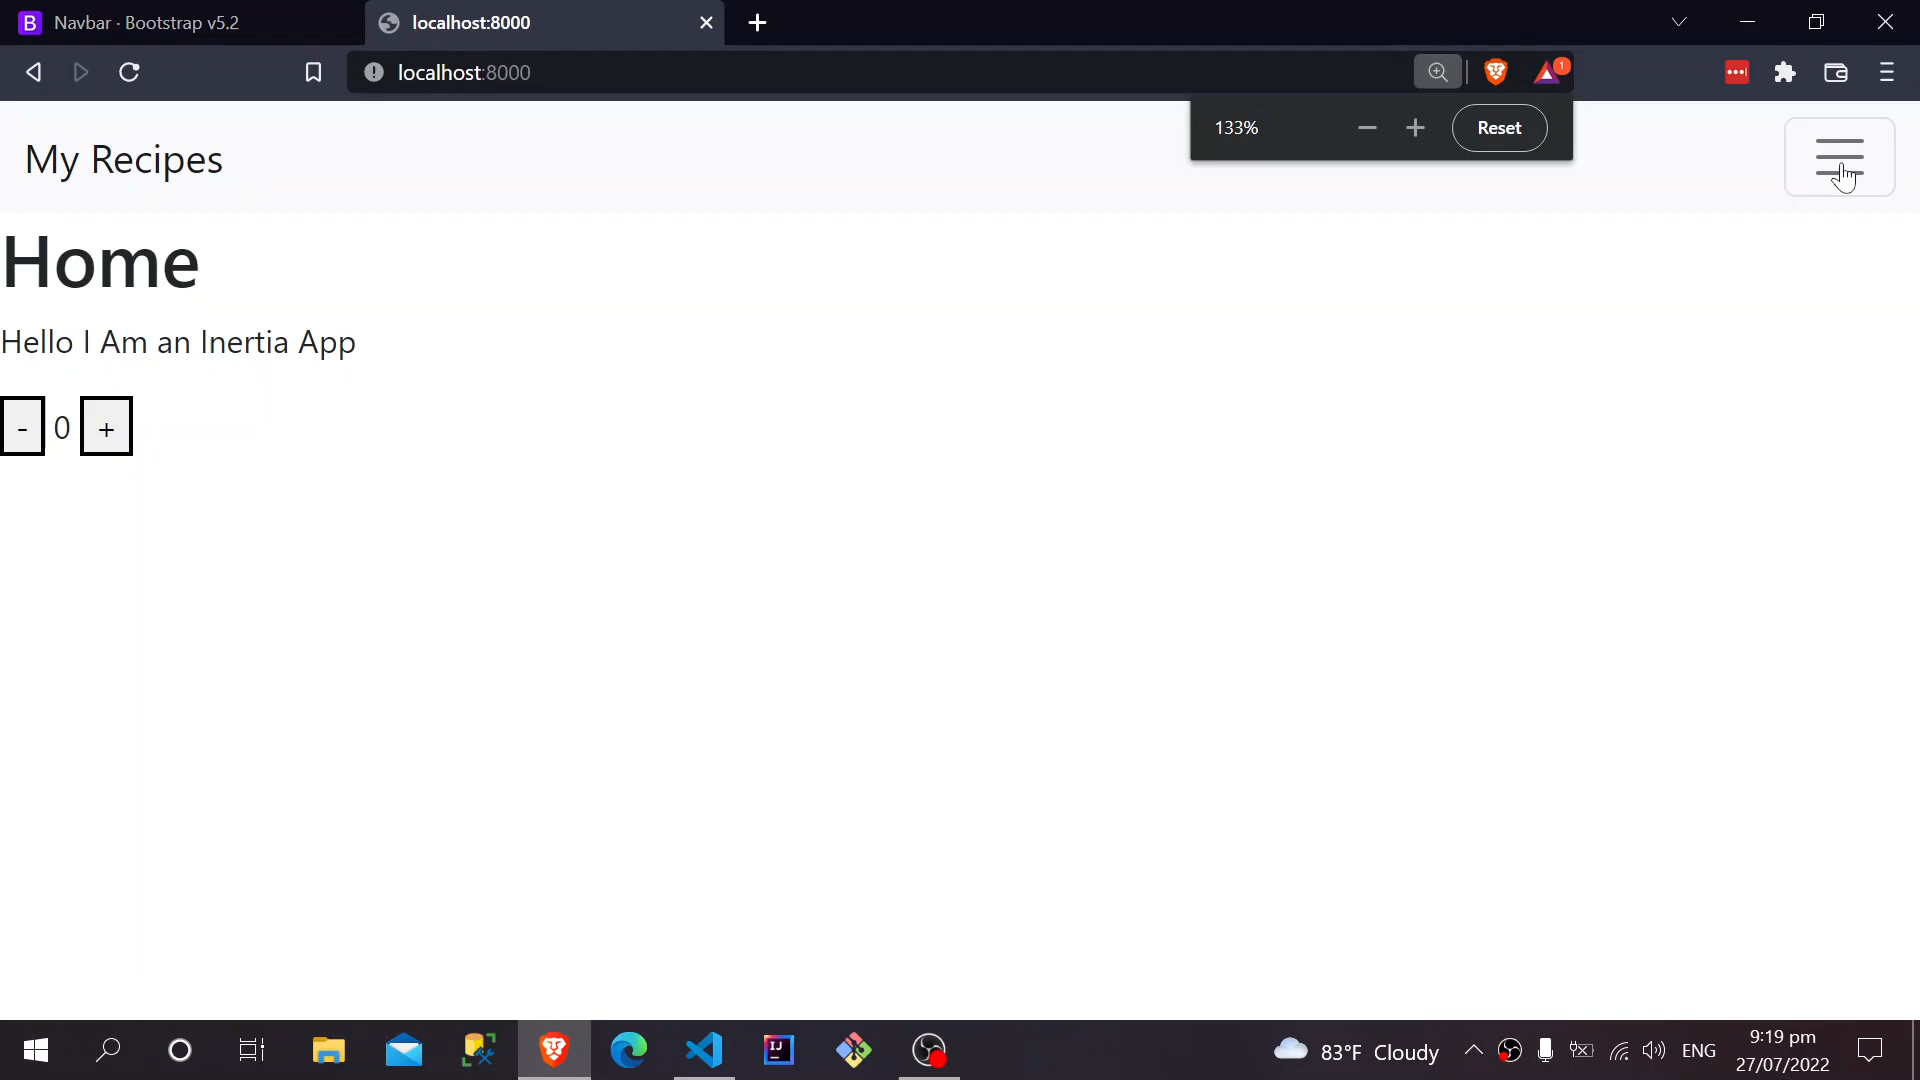 Navbar · Bootstrap v5.2
localhost:8000
localhost:8000
1
133%
Reset
My Recipes
Home
Hello I Am an Inertia App
- 0 +
83°F Cloudy
ENG
9:19 pm
27/07/2022